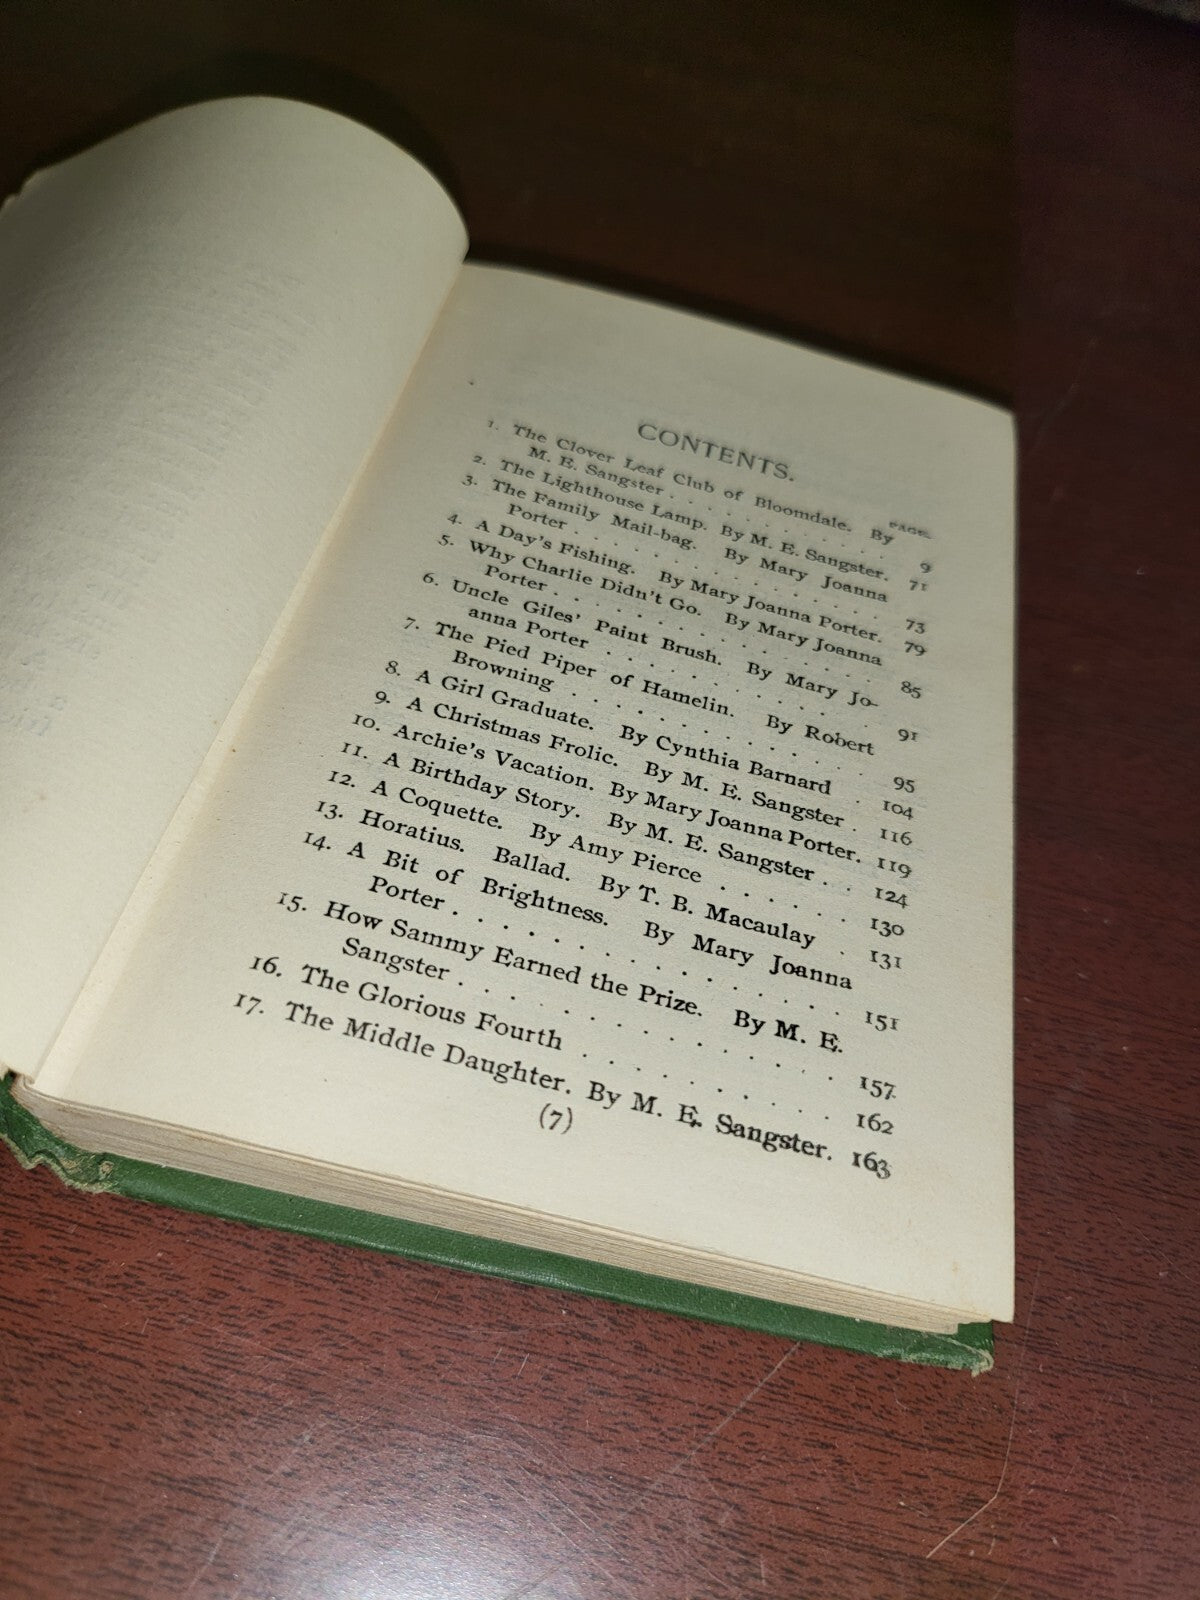 CONTENTS.
PAGE
1. The Clover Leaf Club of Bloomdale. By
M. E. Sangster . . . . . . . . . . 9
2. The Lighthouse Lamp. By M. E. Sangster. 71
3. The Family Mail-bag. By Mary Joanna
Porter . . . . . . . . . . . . . 73
4. A Day's Fishing. By Mary Joanna Porter. 79
5. Why Charlie Didn't Go. By Mary Joanna
Porter . . . . . . . . . . . . . 85
6. Uncle Giles' Paint Brush. By Mary Jo-
anna Porter . . . . . . . . . . . 91
7. The Pied Piper of Hamelin. By Robert
Browning . . . . . . . . . . . . 95
8. A Girl Graduate. By Cynthia Barnard . 104
9. A Christmas Frolic. By M. E. Sangster . 116
10. Archie's Vacation. By Mary Joanna Porter. 119
11. A Birthday Story. By M. E. Sangster . . 124
12. A Coquette. By Amy Pierce . . . . . . 130
13. Horatius. Ballad. By T. B. Macaulay . 131
14. A Bit of Brightness. By Mary Joanna
Porter . . . . . . . . . . . . . 151
15. How Sammy Earned the Prize. By M. E.
Sangster . . . . . . . . . . . . 157
16. The Glorious Fourth . . . . . . . . . 162
17. The Middle Daughter. By M. E. Sangster. 163
(7)